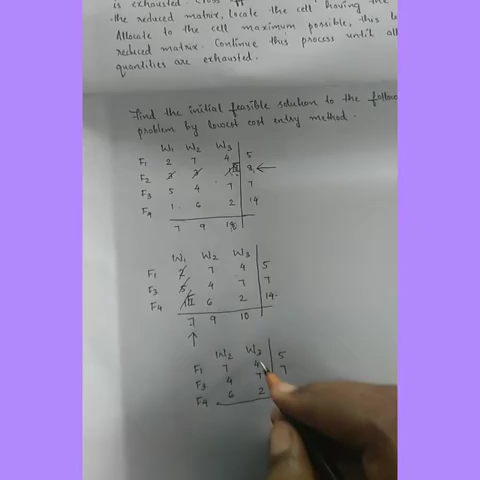 is exhausted. Cross
the reduced matrix, locate the cell having the
Allocate to the cell maximum possible, thus
reduced matrix. Continue this process until all
quantities are exhausted.
Find the initial feasible solution to the follow
problem by lowest cost entry method.
W1 W2 W3
F1 2 7 4 5
F2 3 3 1 8 ←
F3 5 4 7 7
F4 1 6 2 14
7 9 18
W1 W2 W3
F1 2 7 4 5
F3 5 4 7 7
F4 1 6 2 14
7 9 10
↑
W2 W3
F1 7 4 5
F3 4 7 7
F4 6 2